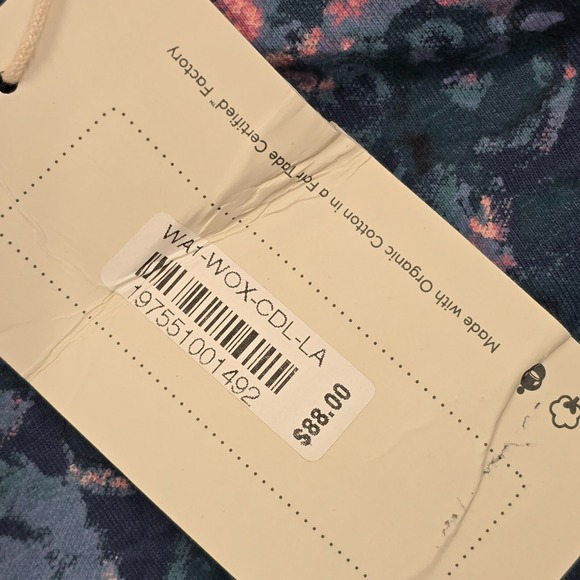 Made with Organic Cotton in a Fair Trade Certified™ Factory
WA1-WOX-CDL-LA
197551001492
$88.00